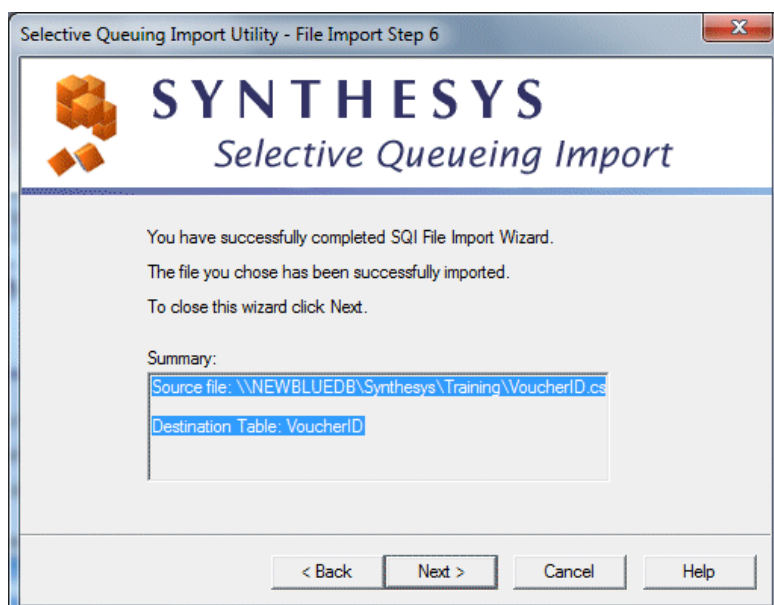 Selective Queuing Import Utility - File Import Step 6
SYNTHESYS
Selective Queueing Import
You have successfully completed SQI File Import Wizard.
The file you chose has been successfully imported.
To close this wizard click Next.
Summary:
Source file: \\NEWBLUEDB\Synthesys\Training\VoucherID.cs
Destination Table: VoucherID
< Back Next > Cancel Help